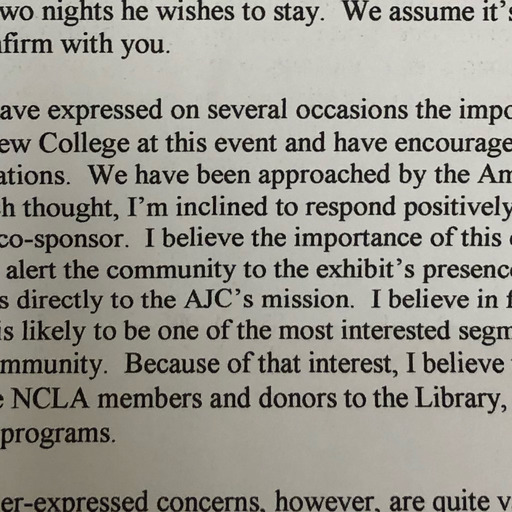 wo nights he wishes to stay.  We assume it's
firm with you.
ave expressed on several occasions the impo
ew College at this event and have encourage
ations.  We have been approached by the Am
h thought, I'm inclined to respond positively
co-sponsor.  I believe the importance of this
alert the community to the exhibit's presence
s directly to the AJC's mission.  I believe in f
is likely to be one of the most interested segm
mmunity.  Because of that interest, I believe
e NCLA members and donors to the Library,
programs.
er-expressed concerns, however, are quite v